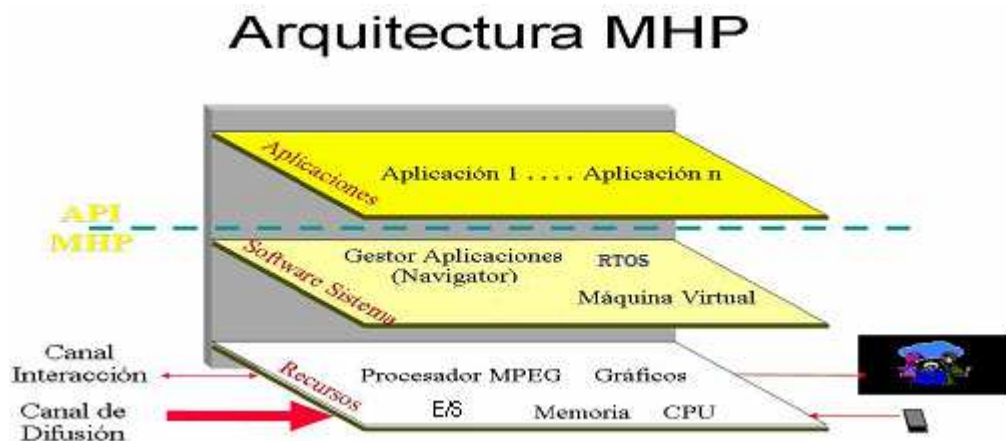 Arquitectura MHP
Aplicaciones
Aplicación 1 . . . . Aplicación n
API
MHP
Software Sistema
Gestor Aplicaciones
(Navigator)
RTOS
Máquina Virtual
Canal
Interacción
Recursos
Procesador MPEG Gráficos
Canal de
Difusión
E/S Memoria CPU